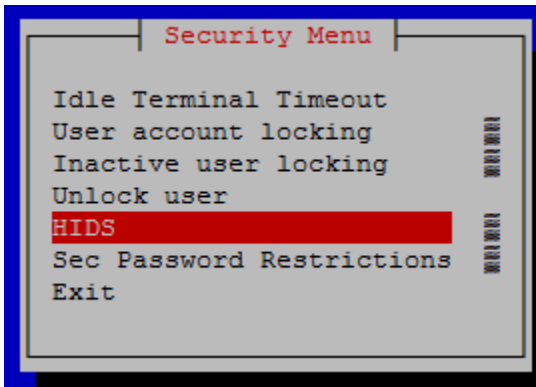 Security Menu
Idle Terminal Timeout
User account locking
Inactive user locking
Unlock user
HIDS
Sec Password Restrictions
Exit